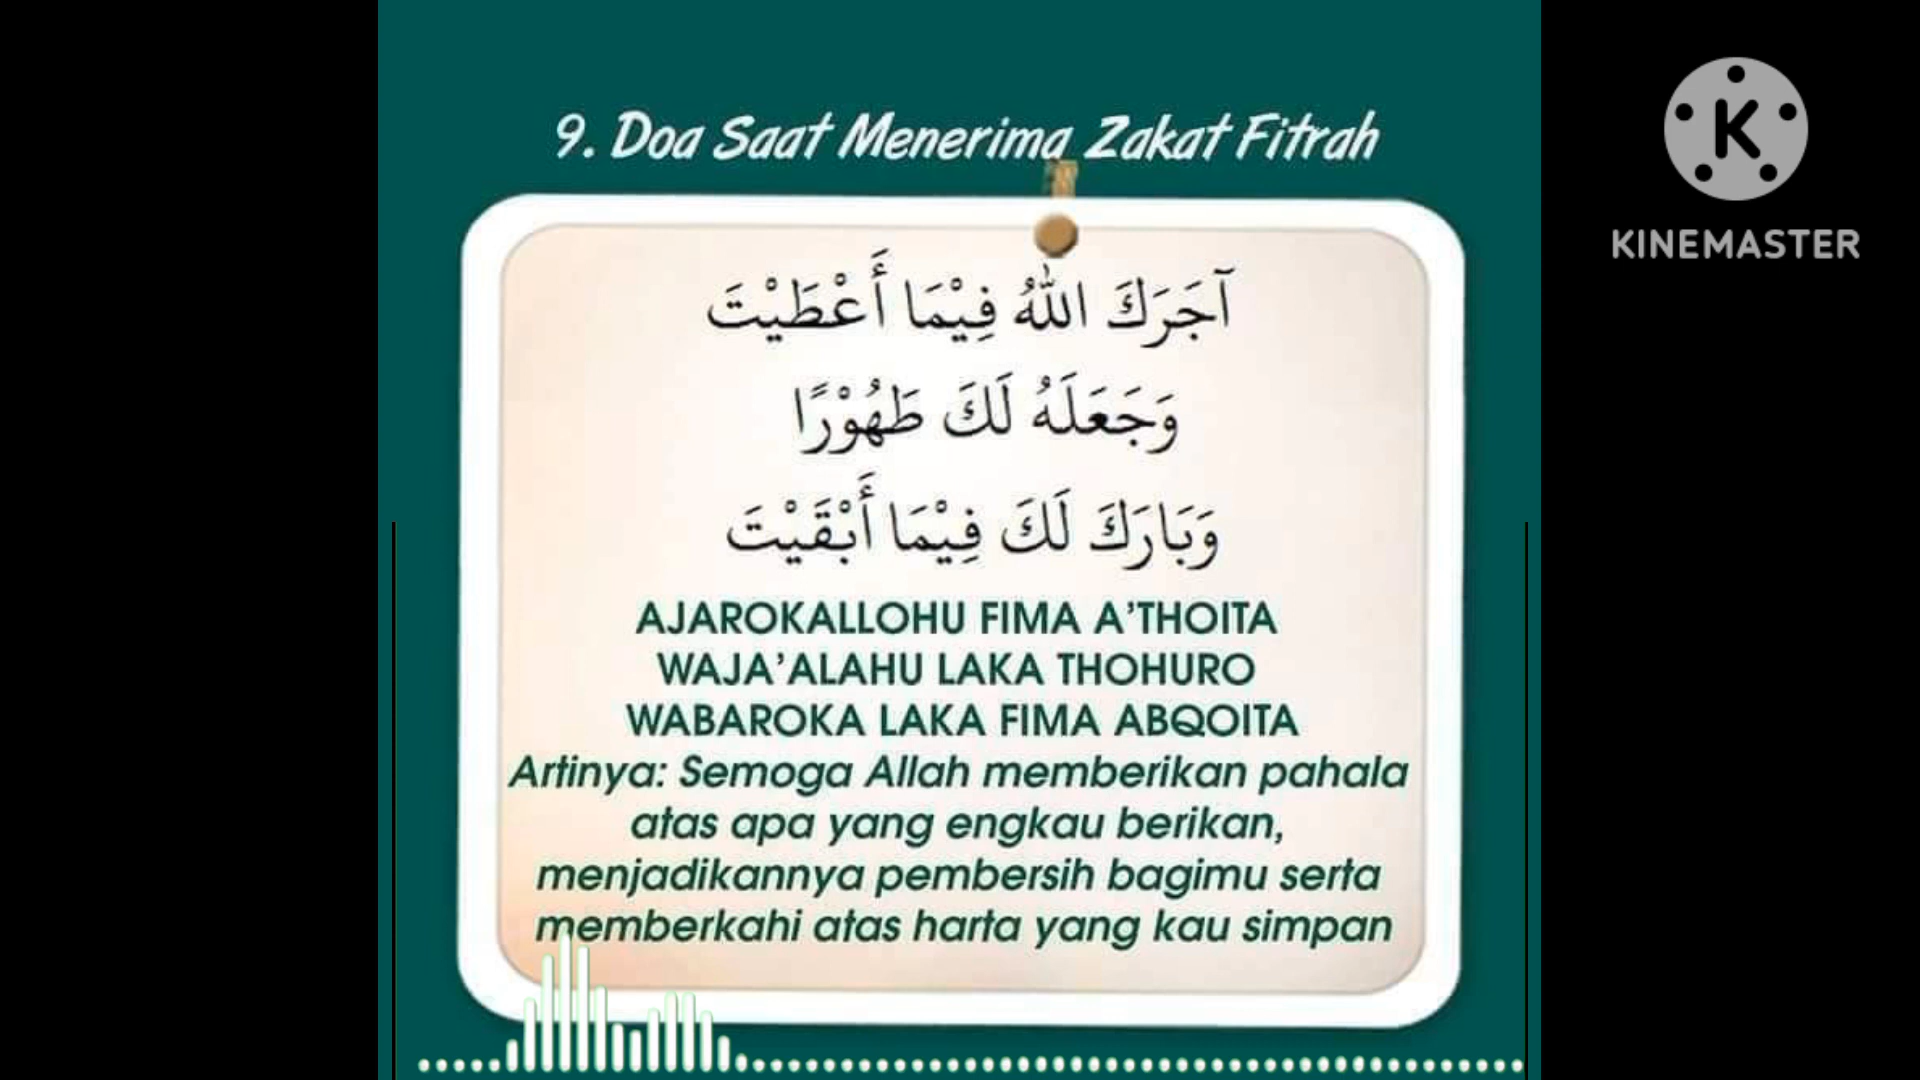 9. Doa Saat Menerima Zakat Fitrah
آجَرَكَ اللهُ فِيْمَا أَعْطَيْتَ
وَجَعَلَهُ لَكَ طَهُوْرًا
وَبَارَكَ لَكَ فِيْمَا أَبْقَيْتَ
AJAROKALLOHU FIMA A’THOITA
WAJA’ALAHU LAKA THOHURO
WABAROKA LAKA FIMA ABQOITA
Artinya: Semoga Allah memberikan pahala
atas apa yang engkau berikan,
menjadikannya pembersih bagimu serta
memberkahi atas harta yang kau simpan
K
KINEMASTER